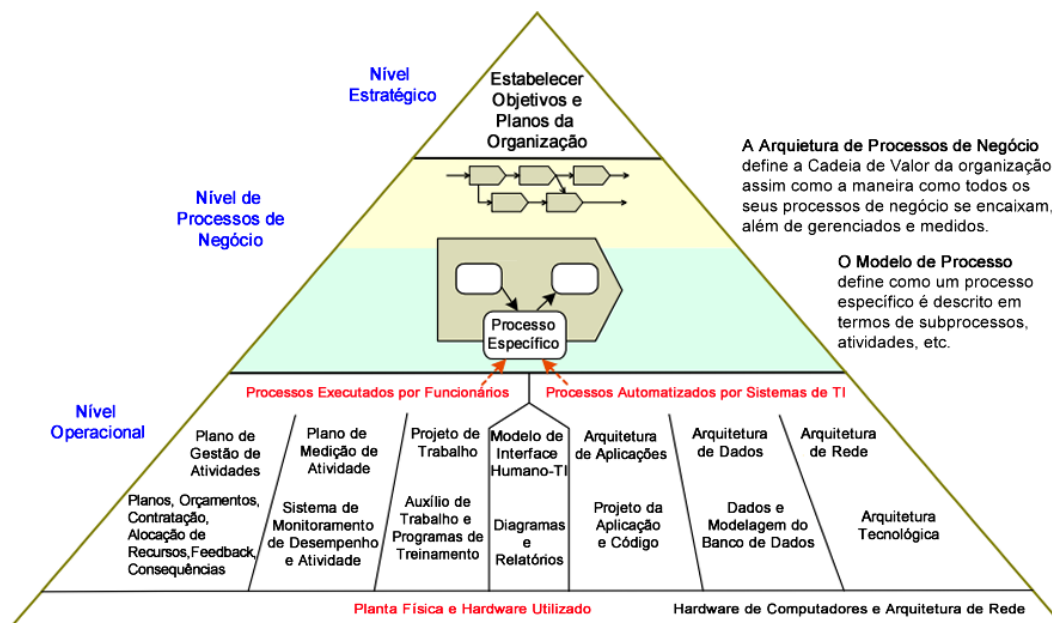 Nível
Estratégico
Estabelecer
Objetivos e
Planos da
Organização
Nível de
Processos de
Negócio
A Arquietura de Processos de Negócio
define a Cadeia de Valor da organização
assim como a maneira como todos os
seus processos de negócio se encaixam,
além de gerenciados e medidos.
O Modelo de Processo
define como um processo
específico é descrito em
termos de subprocessos,
atividades, etc.
Processo
Específico
Processos Executados por Funcionários
Processos Automatizados por Sistemas de TI
Nível
Operacional
Plano de
Gestão de
Atividades
Plano de
Medição de
Atividade
Projeto de
Trabalho
Modelo de
Interface
Humano-TI
Arquitetura
de Aplicações
Arquitetura
de Dados
Arquitetura
de Rede
Planos, Orçamentos,
Contratação,
Alocação de
Recursos,Feedback,
Consequências
Sistema de
Monitoramento
de Desempenho
e Atividade
Auxílio de
Trabalho e
Programas de
Treinamento
Diagramas
e
Relatórios
Projeto da
Aplicação
e Código
Dados e
Modelagem do
Banco de Dados
Arquitetura
Tecnológica
Planta Física e Hardware Utilizado
Hardware de Computadores e Arquitetura de Rede